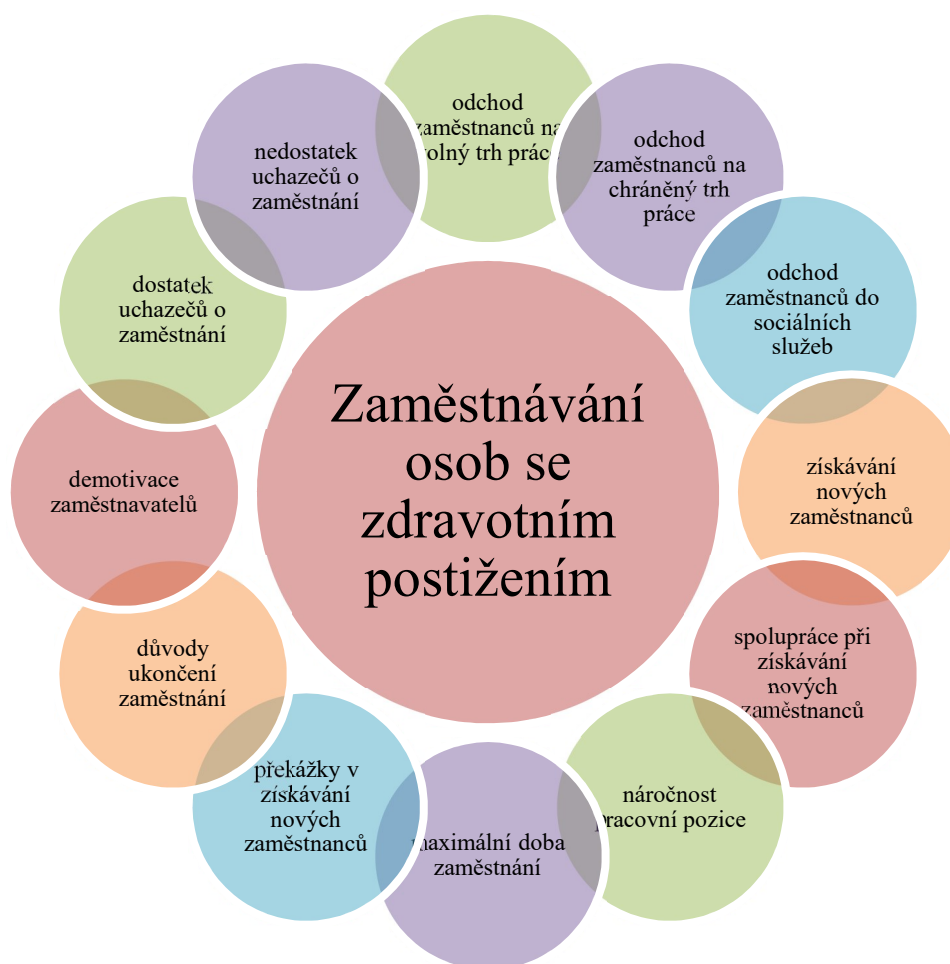 odchod
zaměstnanců na
volný trh práce
odchod
zaměstnanců na
chráněný trh
práce
odchod
zaměstnanců do
sociálních
služeb
získávání
nových
zaměstnanců
spolupráce při
získávání
nových
zaměstnanců
náročnost
pracovní pozice
maximální doba
zaměstnání
překážky v
získávání
nových
zaměstnanců
důvody
ukončení
zaměstnání
demotivace
zaměstnavatelů
dostatek
uchazečů o
zaměstnání
nedostatek
uchazečů o
zaměstnání
Zaměstnávání
osob se
zdravotním
postižením